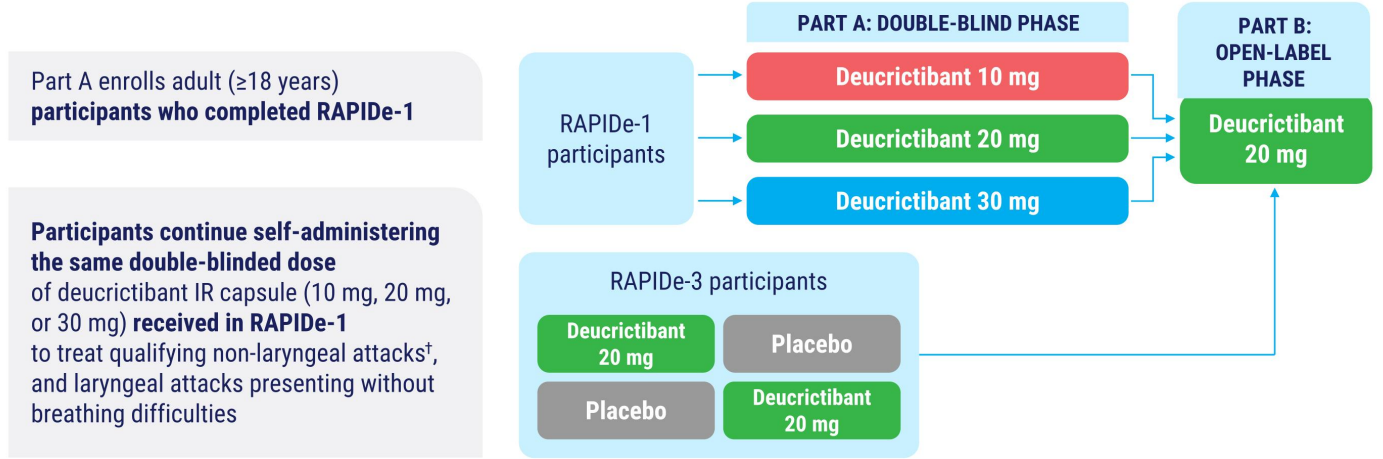 Part A enrolls adult (≥18 years)
participants who completed RAPIDe-1
Participants continue self-administering
the same double-blinded dose
of deucrictibant IR capsule (10 mg, 20 mg,
or 30 mg) received in RAPIDe-1
to treat qualifying non-laryngeal attacks†,
and laryngeal attacks presenting without
breathing difficulties
RAPIDe-1
participants
PART A: DOUBLE-BLIND PHASE
Deucrictibant 10 mg
Deucrictibant 20 mg
Deucrictibant 30 mg
PART B:
OPEN-LABEL
PHASE
Deucrictibant
20 mg
RAPIDe-3 participants
Deucrictibant
20 mg
Placebo
Placebo
Deucrictibant
20 mg